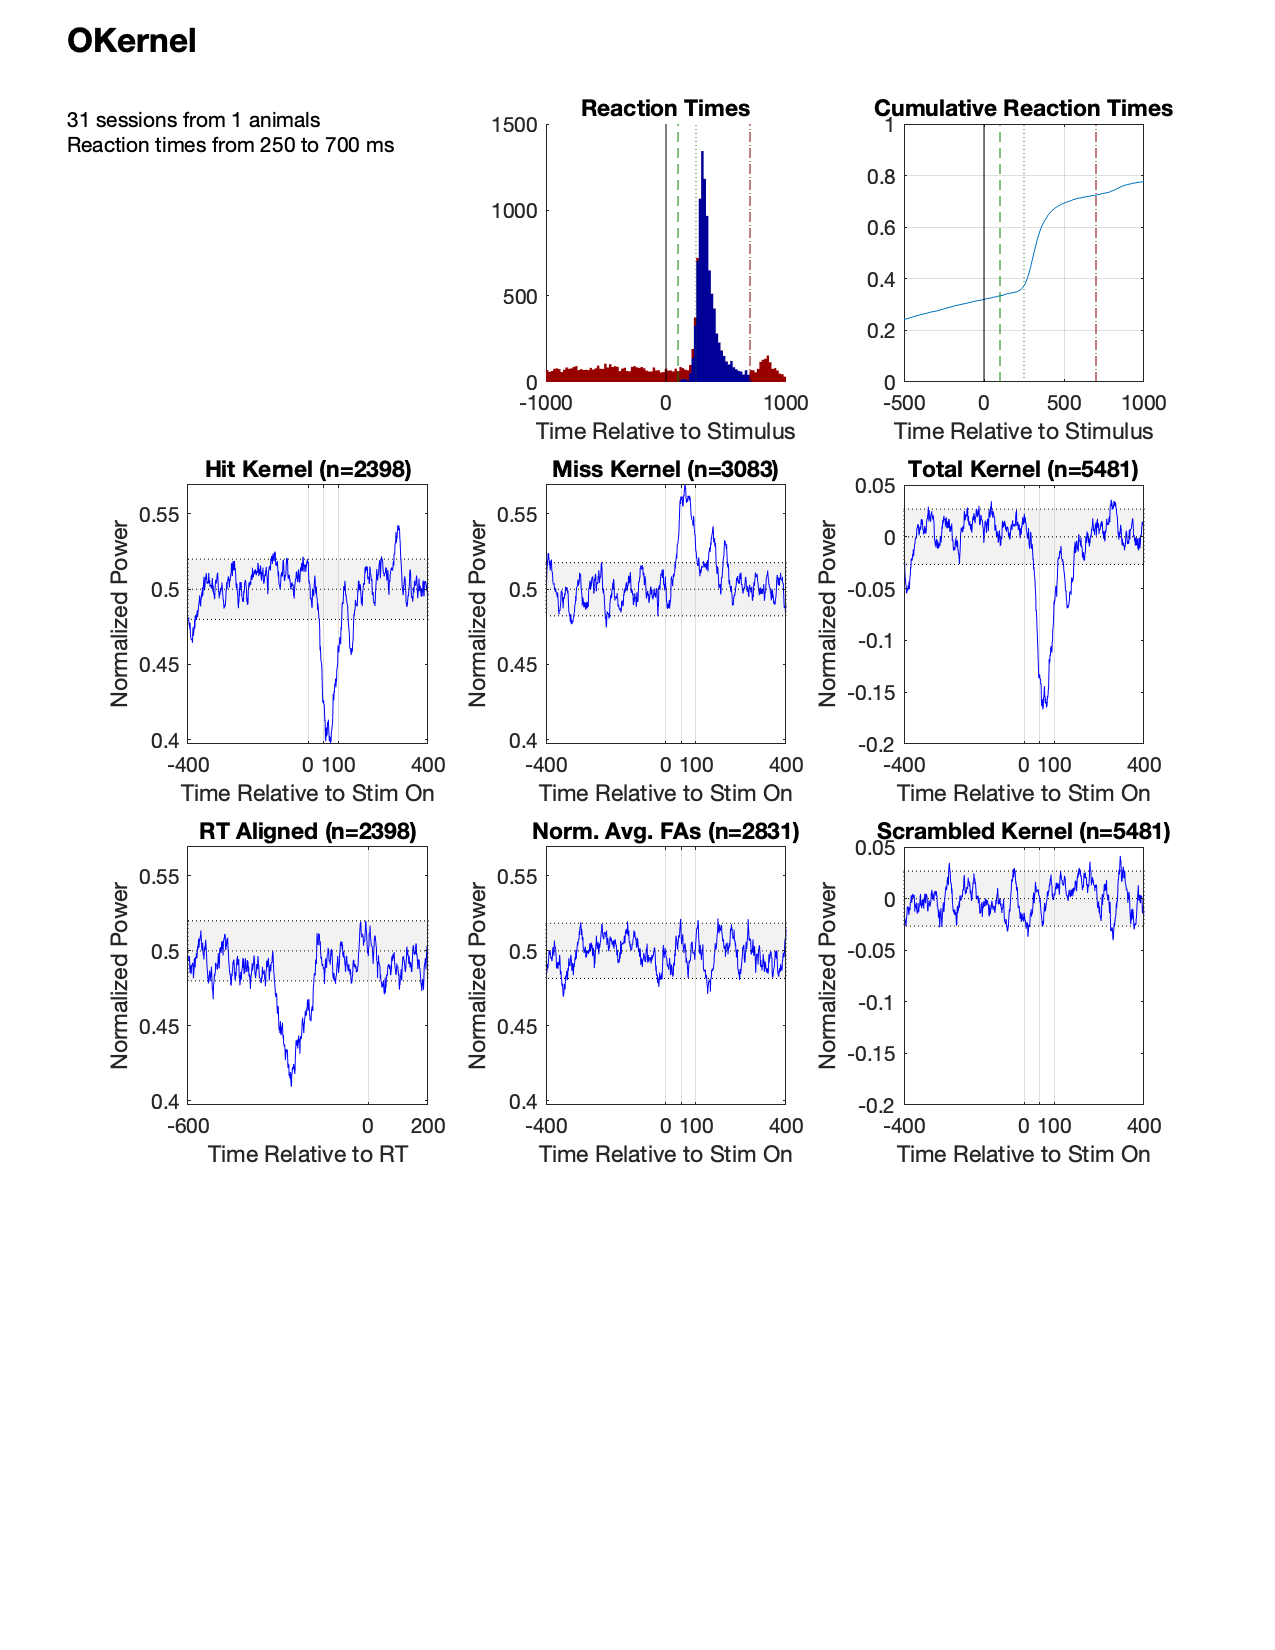 OKernel
31 sessions from 1 animals
Reaction times from 250 to 700 ms
Reaction Times
1500
1000
500
0
-1000
0
1000
Time Relative to Stimulus
Cumulative Reaction Times
1
0.8
0.6
0.4
0.2
0
-500
0
500
1000
Time Relative to Stimulus
Hit Kernel (n=2398)
Normalized Power
0.55
0.5
0.45
0.4
-400
0
100
400
Time Relative to Stim On
Miss Kernel (n=3083)
Normalized Power
0.55
0.5
0.45
0.4
-400
0
100
400
Time Relative to Stim On
Total Kernel (n=5481)
Normalized Power
0.05
0
-0.05
-0.1
-0.15
-0.2
-400
0
100
400
Time Relative to Stim On
RT Aligned (n=2398)
Normalized Power
0.55
0.5
0.45
0.4
-600
0
200
Time Relative to RT
Norm. Avg. FAs (n=2831)
Normalized Power
0.55
0.5
0.45
0.4
-400
0
100
400
Time Relative to Stim On
Scrambled Kernel (n=5481)
Normalized Power
0.05
0
-0.05
-0.1
-0.15
-0.2
-400
0
100
400
Time Relative to Stim On